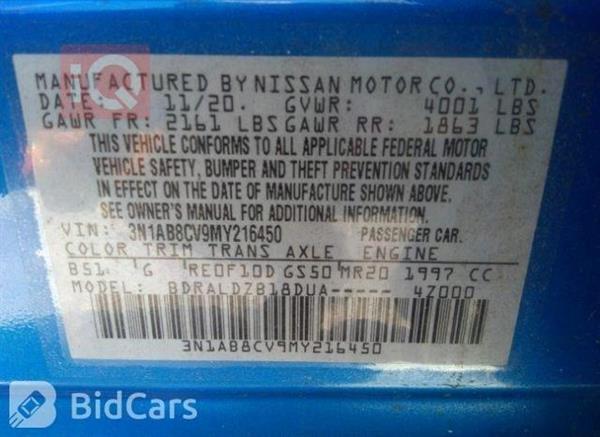 iQ
MANUFACTURED BY NISSAN MOTOR CO., LTD.
DATE: 11/20. GVWR: 4001 LBS
GAWR FR: 2161 LBS GAWR RR: 1863 LBS
THIS VEHICLE CONFORMS TO ALL APPLICABLE FEDERAL MOTOR
VEHICLE SAFETY, BUMPER AND THEFT PREVENTION STANDARDS
IN EFFECT ON THE DATE OF MANUFACTURE SHOWN ABOVE.
SEE OWNER'S MANUAL FOR ADDITIONAL INFORMATION.
VIN: 3N1AB8CV9MY216450 PASSENGER CAR.
COLOR TRIM TRANS AXLE ENGINE
B51 G RE0F10D GS50 MR20 1997 CC
MODEL: BDRALDZB18DUA----- 4Z000
3N1AB8CV9MY216450
BidCars